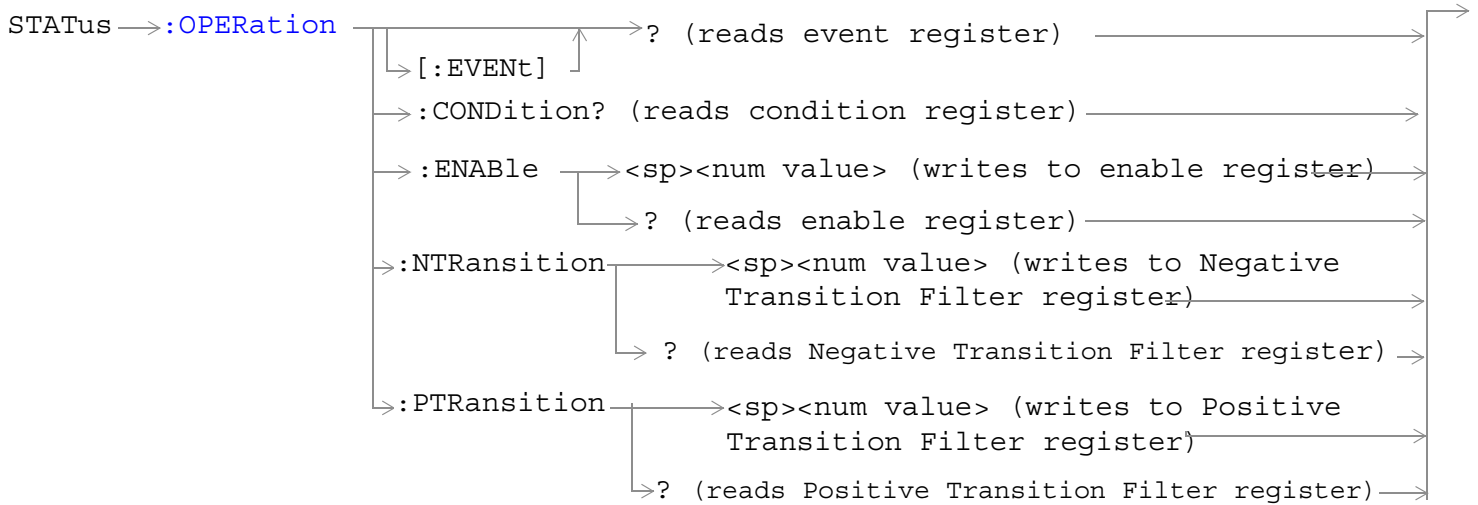 STATus :OPERation ? (reads event register)
[:EVENt]
:CONDition? (reads condition register)
:ENABle <sp><num value> (writes to enable register)
? (reads enable register)
:NTRansition <sp><num value> (writes to Negative
Transition Filter register)
? (reads Negative Transition Filter register)
:PTRansition <sp><num value> (writes to Positive
Transition Filter register)
? (reads Positive Transition Filter register)